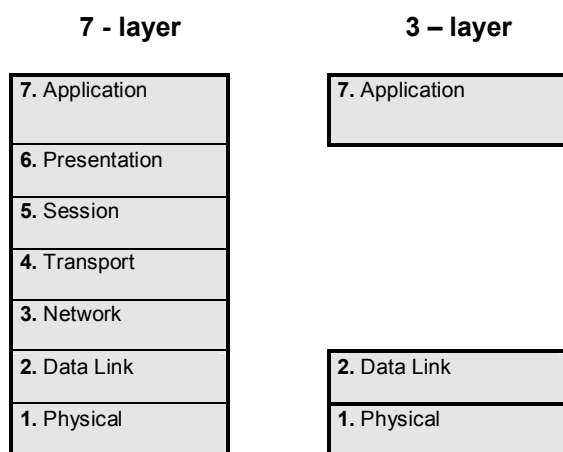 7 - layer
7. Application
6. Presentation
5. Session
4. Transport
3. Network
2. Data Link
1. Physical
3 – layer
7. Application
2. Data Link
1. Physical